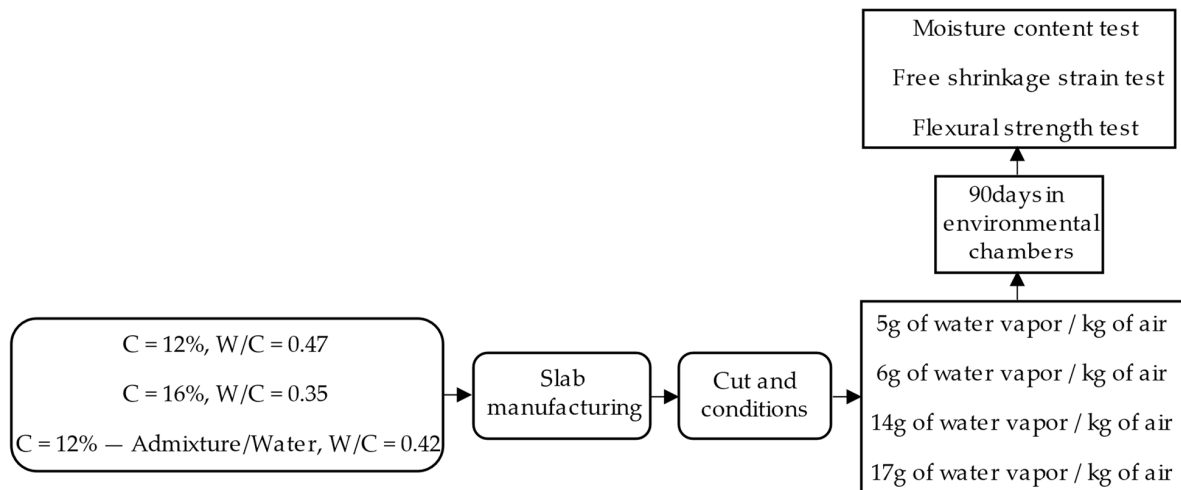 C = 12%, W/C = 0.47
C = 16%, W/C = 0.35
C = 12% — Admixture/Water, W/C = 0.42
Slab
manufacturing
Cut and
conditions
5g of water vapor / kg of air
6g of water vapor / kg of air
14g of water vapor / kg of air
17g of water vapor / kg of air
90days in
environmental
chambers
Moisture content test
Free shrinkage strain test
Flexural strength test